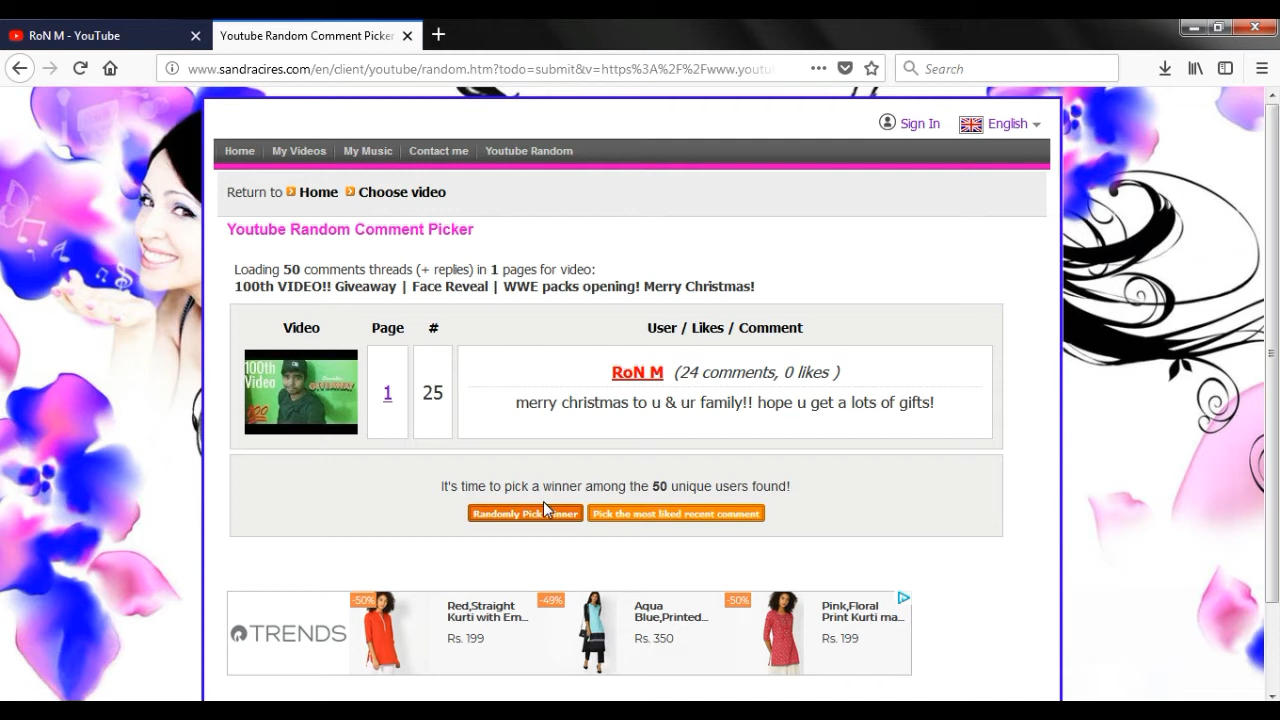 RoN M - YouTube
Youtube Random Comment Picker
www.sandracires.com/en/client/youtube/random.htm?todo=submit&v=https%3A%2F%2Fwww.youtu
Search
Sign In English
Home My Videos My Music Contact me Youtube Random
Return to Home Choose video
Youtube Random Comment Picker
Loading 50 comments threads (+ replies) in 1 pages for video:
100th VIDEO!! Giveaway | Face Reveal | WWE packs opening! Merry Christmas!
Video Page # User / Likes / Comment
100th
Video
GIVEAWAY
1 25
RoN M (24 comments, 0 likes )
merry christmas to u & ur family!! hope u get a lots of gifts!
It's time to pick a winner among the 50 unique users found!
Randomly Pick inner Pick the most liked recent comment
TRENDS
-50%
Red,Straight
Kurti with Em...
Rs. 199
-49%
Aqua
Blue,Printed...
Rs. 350
-50%
Pink,Floral
Print Kurti ma...
Rs. 199